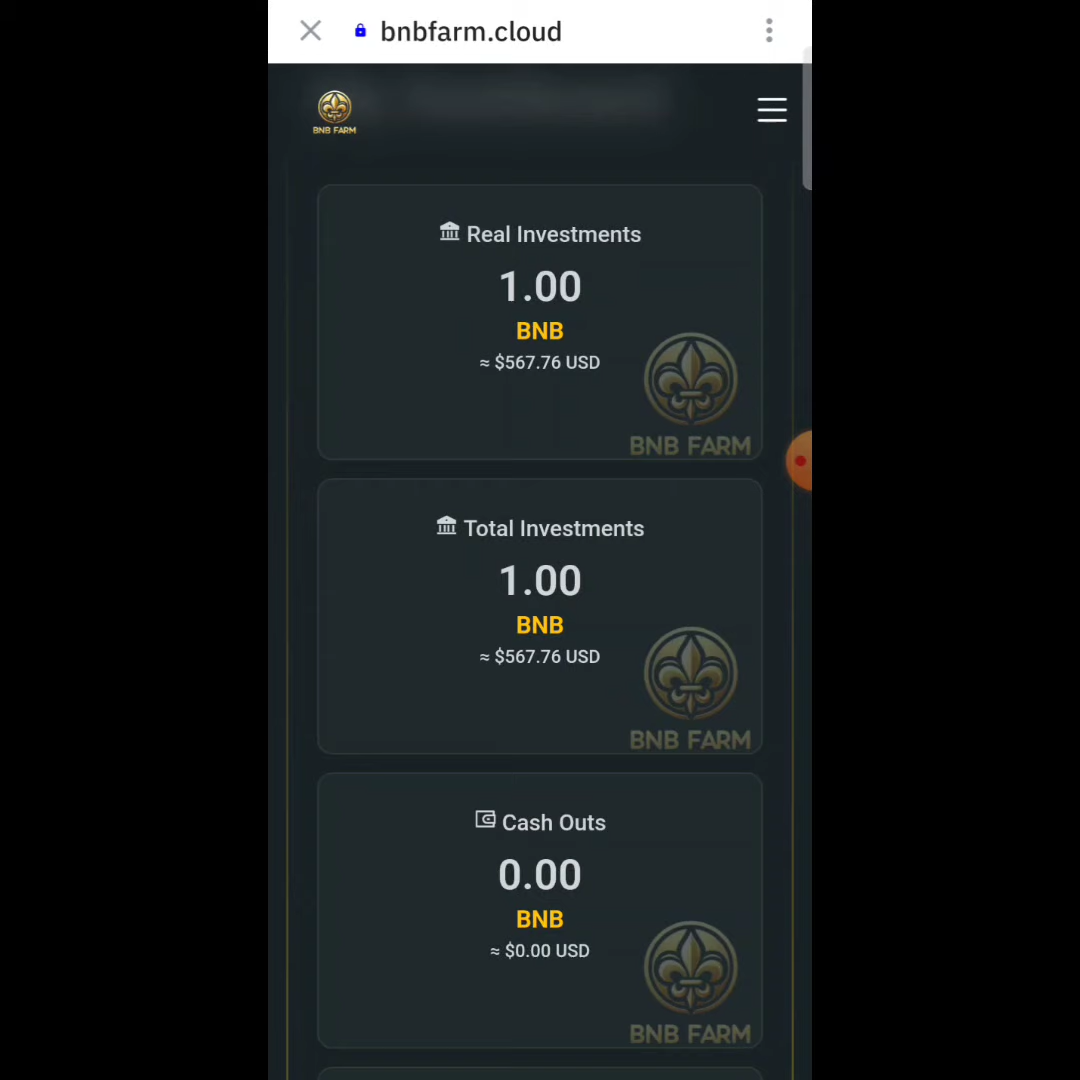 bnbfarm.cloud
BNB FARM
Real Investments
1.00
BNB
≈ $567.76 USD
BNB FARM
Total Investments
1.00
BNB
≈ $567.76 USD
BNB FARM
Cash Outs
0.00
BNB
≈ $0.00 USD
BNB FARM